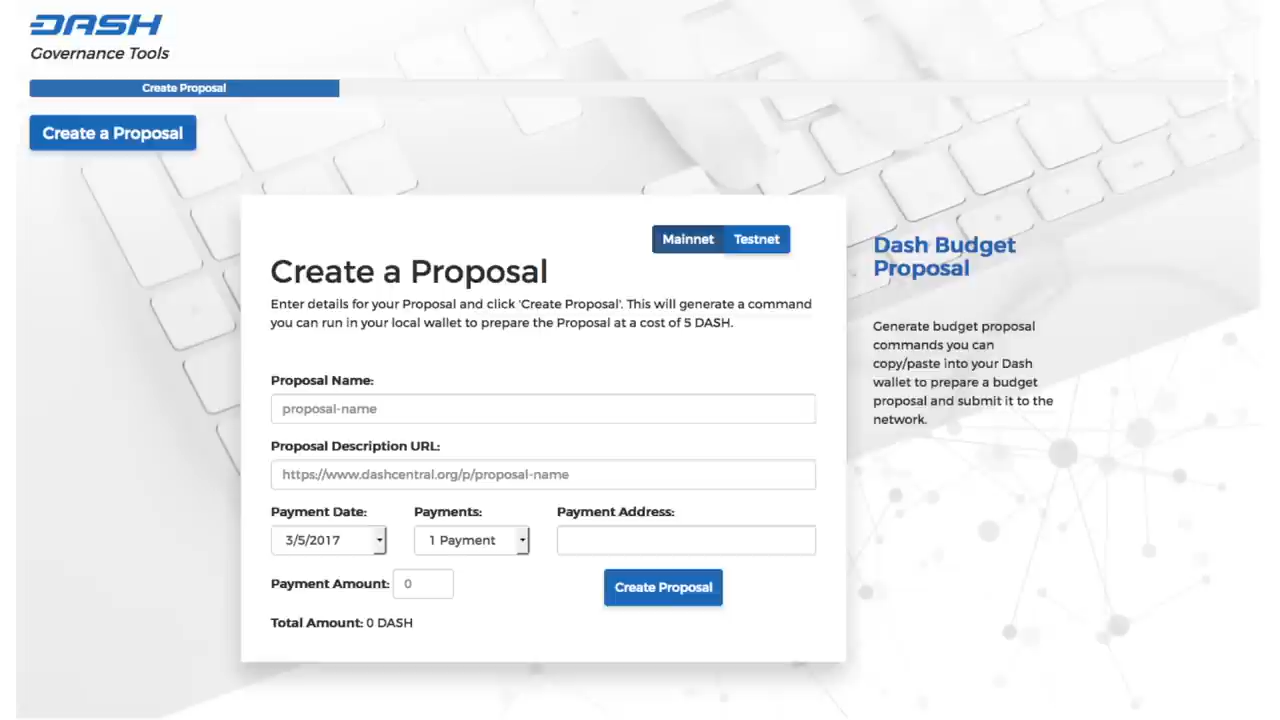 DASH
Governance Tools
Create Proposal
Create a Proposal
Mainnet Testnet
Create a Proposal
Enter details for your Proposal and click 'Create Proposal'. This will generate a command
you can run in your local wallet to prepare the Proposal at a cost of 5 DASH.
Proposal Name:
proposal-name
Proposal Description URL:
https://www.dashcentral.org/p/proposal-name
Payment Date: Payments: Payment Address:
3/5/2017 1 Payment
Payment Amount: 0 Create Proposal
Total Amount: 0 DASH
Dash Budget
Proposal
Generate budget proposal
commands you can
copy/paste into your Dash
wallet to prepare a budget
proposal and submit it to the
network.